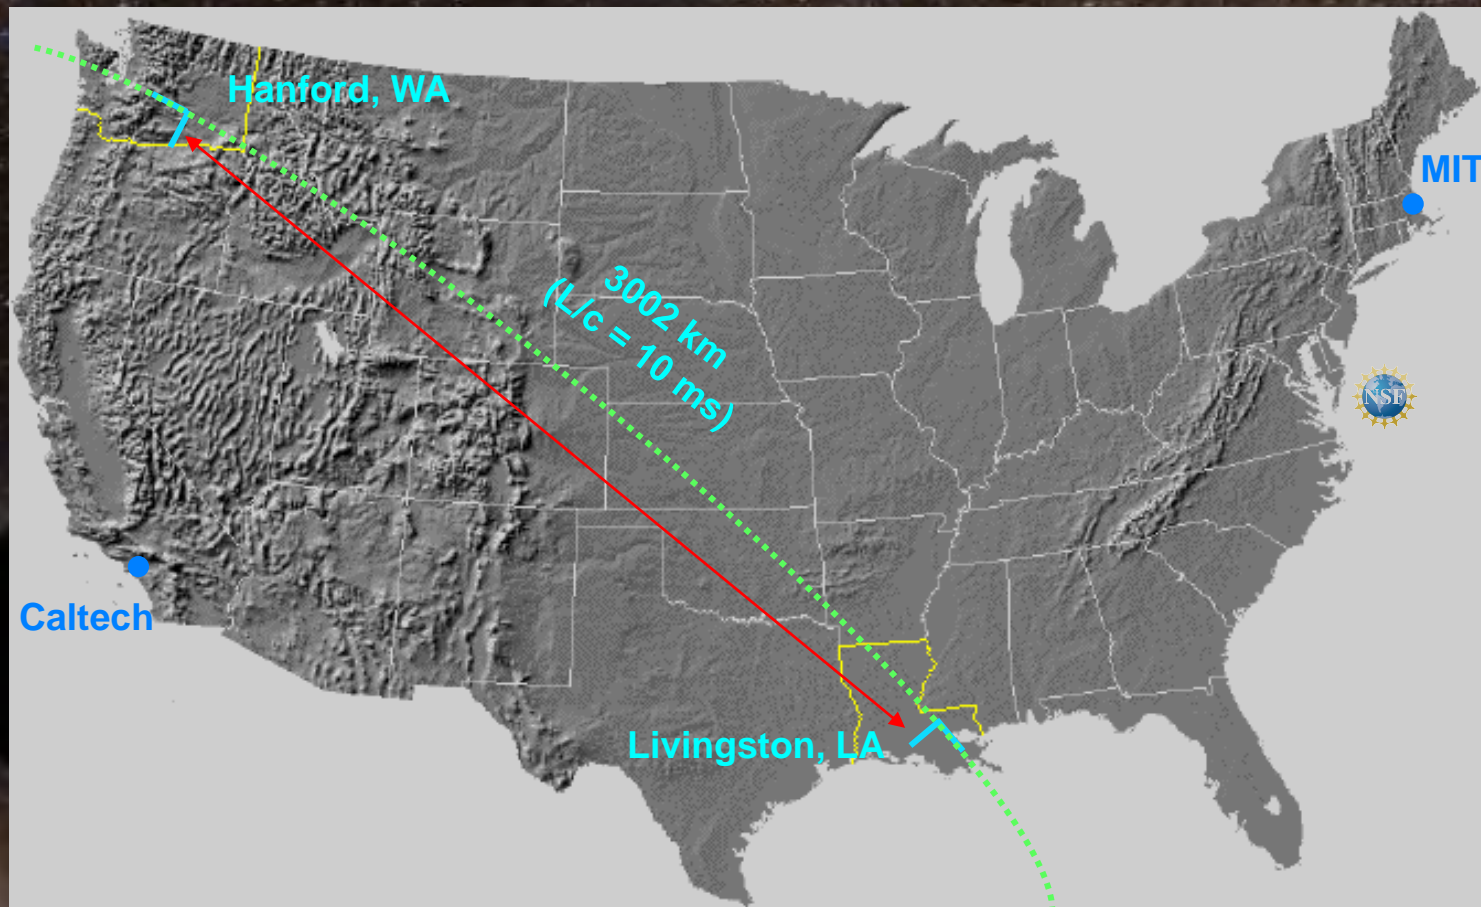 Hanford, WA
MIT
3002 km
(L/c = 10 ms)
NSF
Caltech
Livingston, LA